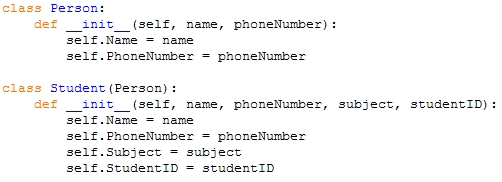 class Person:
    def __init__(self, name, phoneNumber):
        self.Name = name
        self.PhoneNumber = phoneNumber

class Student(Person):
    def __init__(self, name, phoneNumber, subject, studentID):
        self.Name = name
        self.PhoneNumber = phoneNumber
        self.Subject = subject
        self.StudentID = studentID